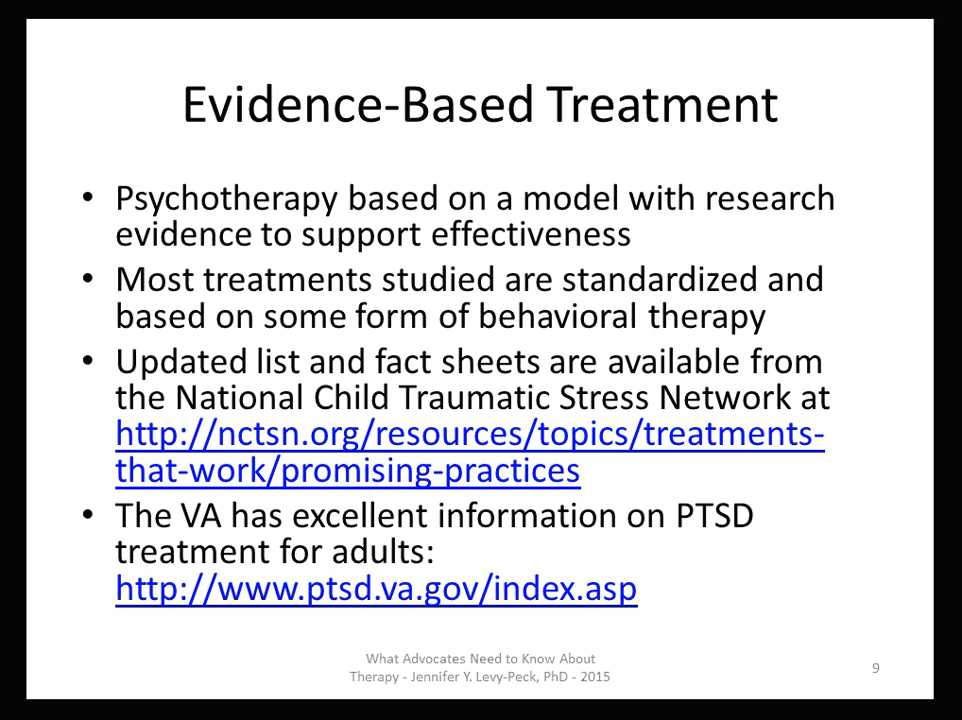 Evidence-Based Treatment
• Psychotherapy based on a model with research
evidence to support effectiveness
• Most treatments studied are standardized and
based on some form of behavioral therapy
• Updated list and fact sheets are available from
the National Child Traumatic Stress Network at
http://nctsn.org/resources/topics/treatments-
that-work/promising-practices
• The VA has excellent information on PTSD
treatment for adults:
http://www.ptsd.va.gov/index.asp
What Advocates Need to Know About
Therapy - Jennifer Y. Levy-Peck, PhD - 2015
9